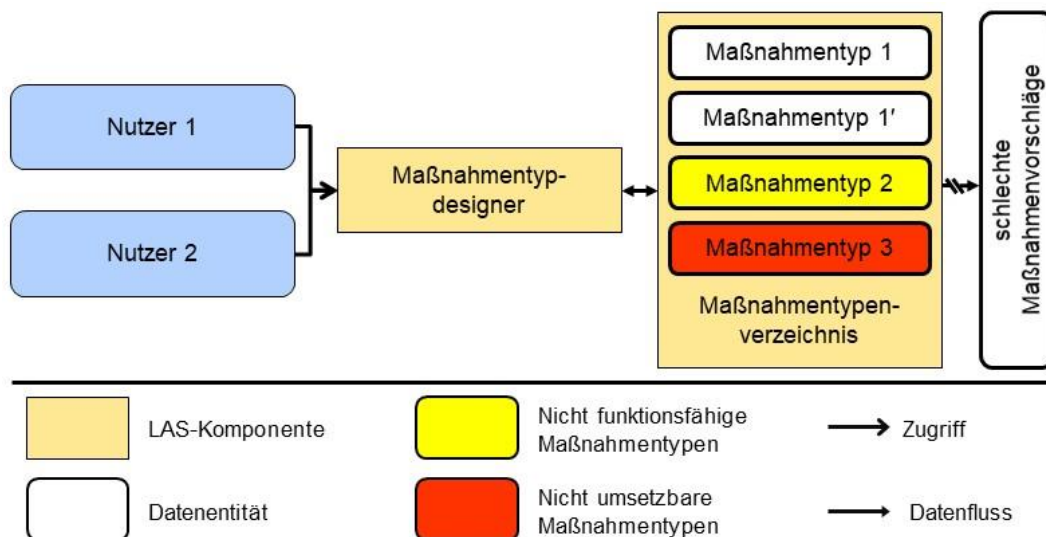 Nutzer 1
Nutzer 2
Maßnahmentyp-
designer
Maßnahmentyp 1
Maßnahmentyp 1′
Maßnahmentyp 2
Maßnahmentyp 3
Maßnahmentypen-
verzeichnis
schlechte
Maßnahmenvorschläge
LAS-Komponente
Nicht funktionsfähige
Maßnahmentypen
Zugriff
Datenentität
Nicht umsetzbare
Maßnahmentypen
Datenfluss